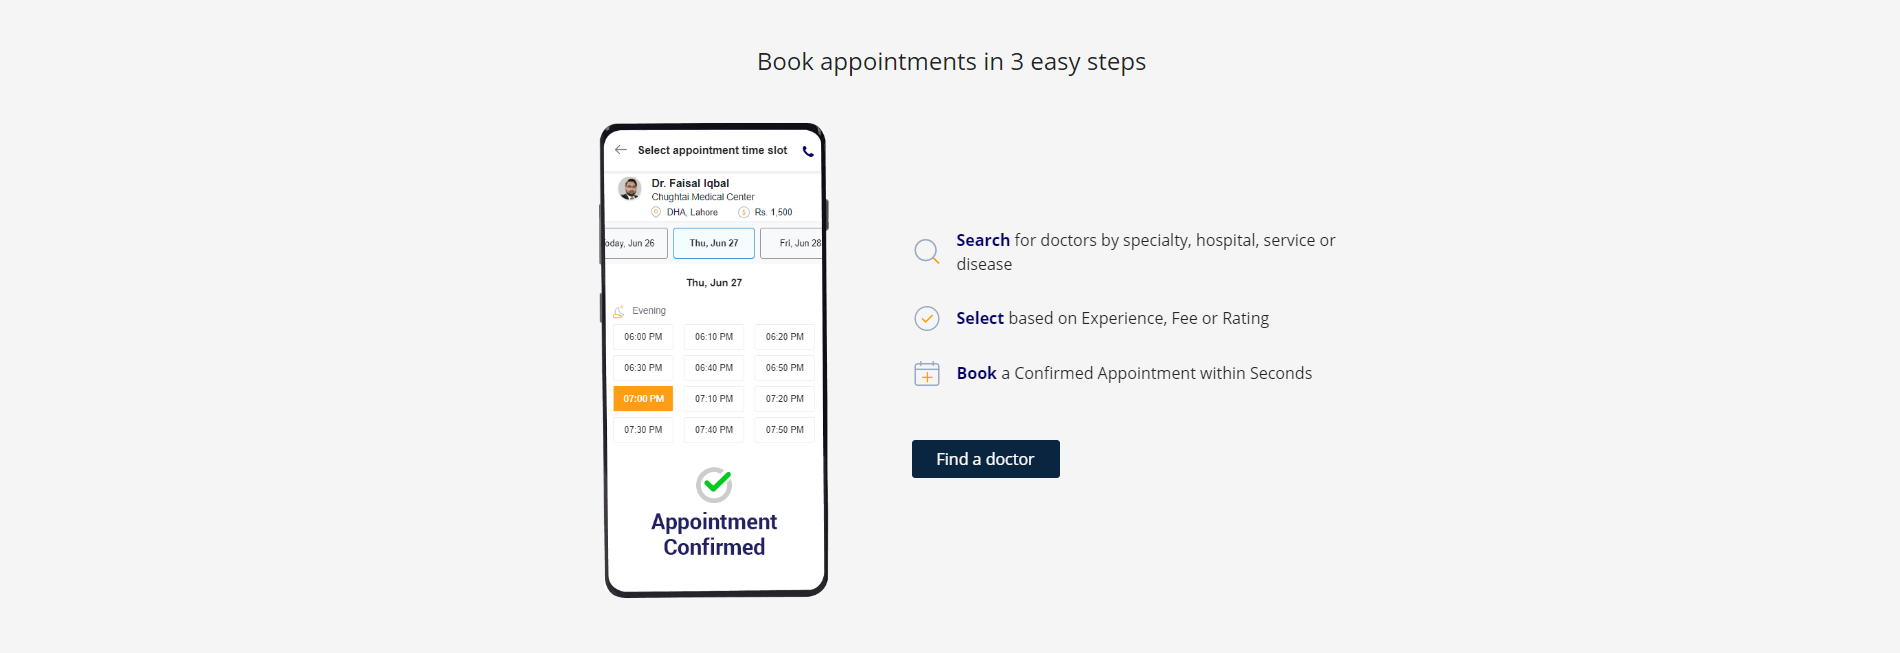 Book appointments in 3 easy steps
Select appointment time slot
Dr. Faisal Iqbal
Chughtai Medical Center
DHA, Lahore Rs. 1,500
oday, Jun 26 Thu, Jun 27 Fri, Jun 28
Thu, Jun 27
Evening
06:00 PM 06:10 PM 06:20 PM
06:30 PM 06:40 PM 06:50 PM
07:00 PM 07:10 PM 07:20 PM
07:30 PM 07:40 PM 07:50 PM
Appointment
Confirmed
Search for doctors by specialty, hospital, service or
disease
Select based on Experience, Fee or Rating
Book a Confirmed Appointment within Seconds
Find a doctor